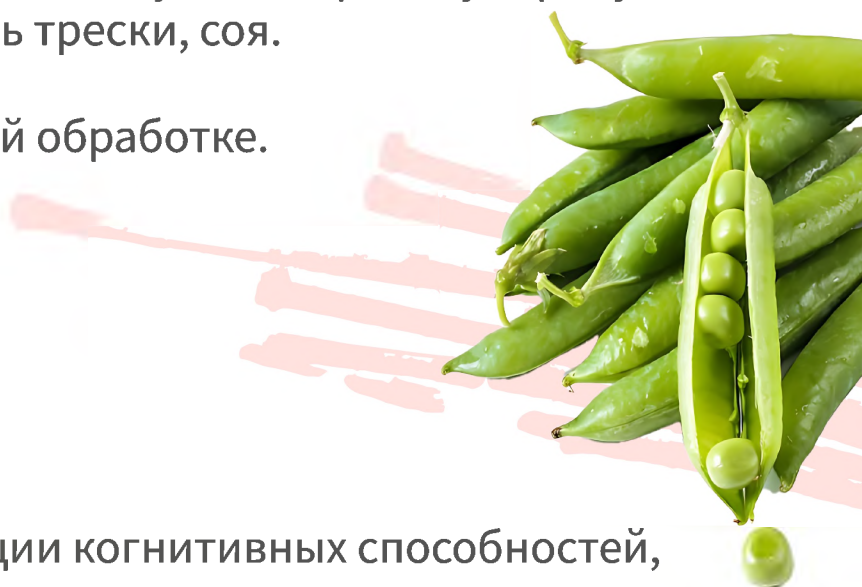 ь трески, соя.
й обработке.
ции когнитивных способностей,